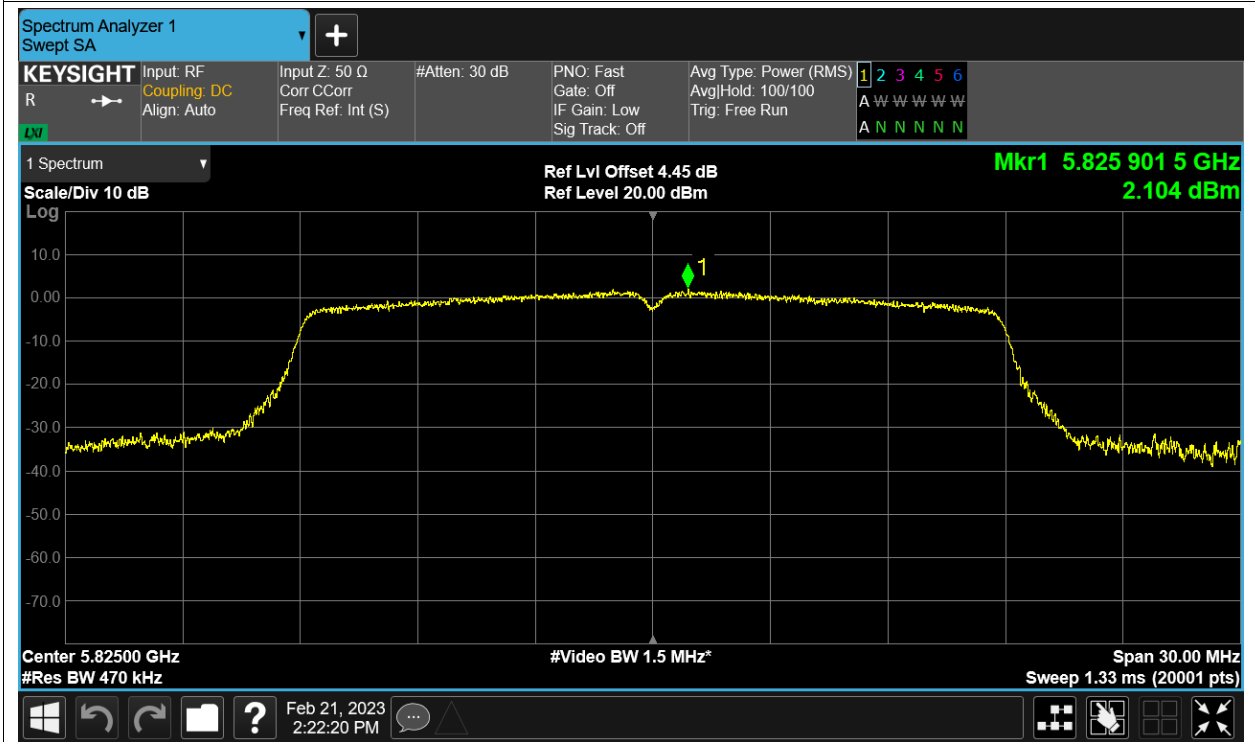 Spectrum Analyzer 1
Swept SA
KEYSIGHT
R
LXI
Input: RF
Coupling: DC
Align: Auto
Input Z: 50 Ω
Corr CCorr
Freq Ref: Int (S)
#Atten: 30 dB
PNO: Fast
Gate: Off
IF Gain: Low
Sig Track: Off
Avg Type: Power (RMS)
Avg|Hold: 100/100
Trig: Free Run
1 2 3 4 5 6
A W W W W W
A N N N N N
1 Spectrum
Scale/Div 10 dB
Log
Ref Lvl Offset 4.45 dB
Ref Level 20.00 dBm
Mkr1 5.825 901 5 GHz
2.104 dBm
1
10.0
0.00
-10.0
-20.0
-30.0
-40.0
-50.0
-60.0
-70.0
Center 5.82500 GHz
#Res BW 470 kHz
#Video BW 1.5 MHz*
Span 30.00 MHz
Sweep 1.33 ms (20001 pts)
?
Feb 21, 2023
2:22:20 PM